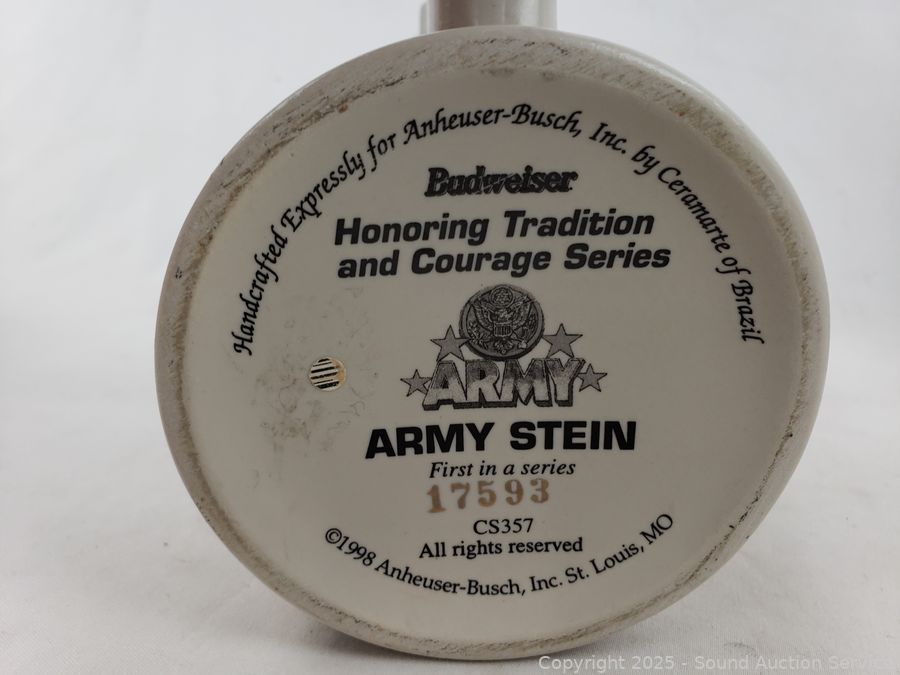 Handcrafted Expressly for Anheuser-Busch, Inc. by Ceramarte of Brazil
Budweiser
Honoring Tradition
and Courage Series
ARMY
ARMY STEIN
First in a series
17593
CS357
All rights reserved
©1998 Anheuser-Busch, Inc. St. Louis, MO
Copyright 2025 - Sound Auction Service